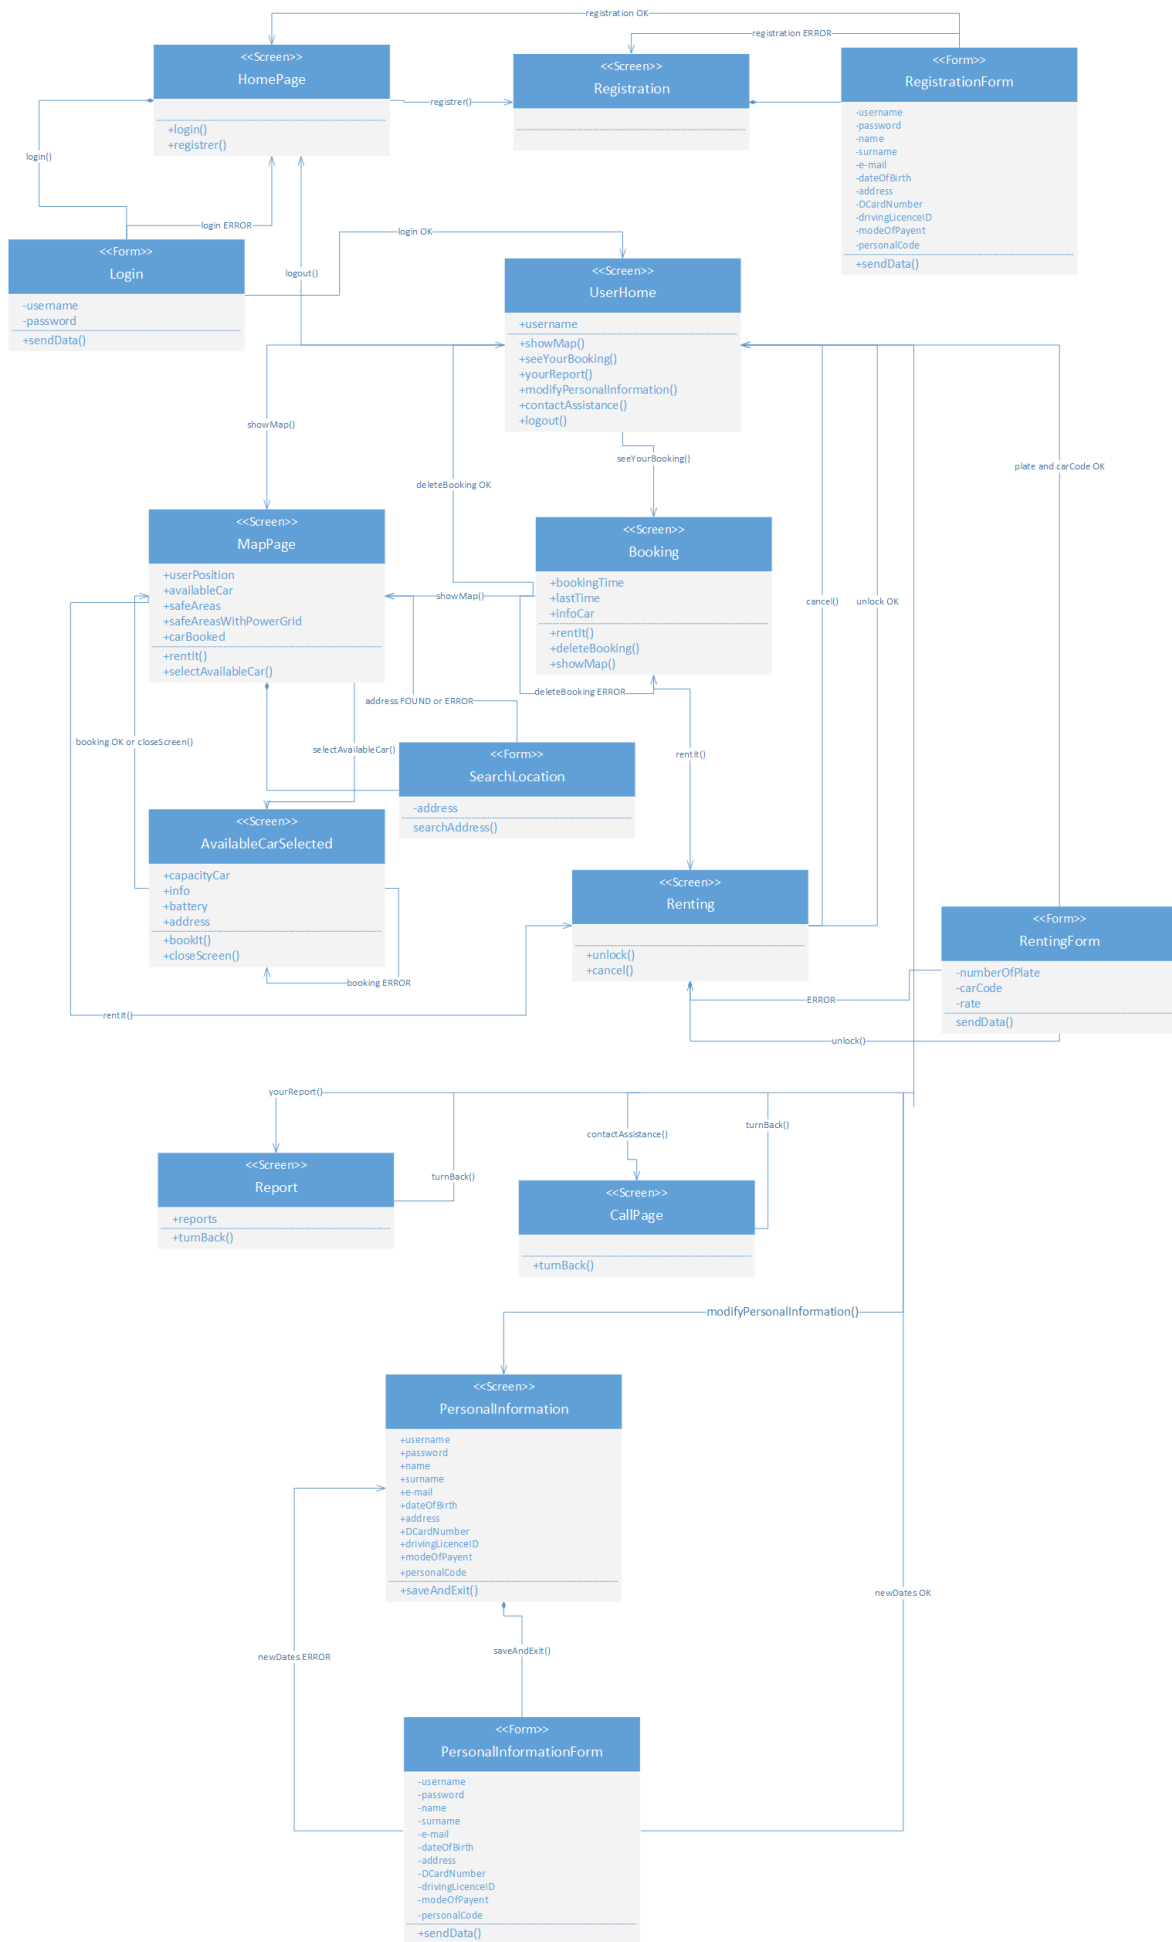 registration OK
registration ERROR
<<Screen>>
HomePage
+login()
+registrer()
registrer()
<<Screen>>
Registration
<<Form>>
RegistrationForm
-username
-password
-name
-surname
-e-mail
-dateOfBirth
-address
-DCardNumber
-drivingLicenceID
-modeOfPayent
-personalCode
+sendData()
login()
login ERROR
login OK
logout()
<<Form>>
Login
-username
-password
+sendData()
<<Screen>>
UserHome
+username
+showMap()
+seeYourBooking()
+yourReport()
+modifyPersonalInformation()
+contactAssistance()
+logout()
showMap()
seeYourBooking()
deleteBooking OK
plate and carCode OK
<<Screen>>
MapPage
+userPosition
+availableCar
+safeAreas
+safeAreasWithPowerGrid
+carBooked
+rentIt()
+selectAvailableCar()
showMap()
<<Screen>>
Booking
+bookingTime
+lastTime
+infoCar
+rentIt()
+deleteBooking()
+showMap()
cancel()
unlock OK
deleteBooking ERROR
address FOUND or ERROR
booking OK or closeScreen()
selectAvailableCar()
rentIt()
<<Form>>
SearchLocation
-address
searchAddress()
<<Screen>>
AvailableCarSelected
+capacityCar
+info
+battery
+address
+bookIt()
+closeScreen()
booking ERROR
<<Screen>>
Renting
+unlock()
+cancel()
<<Form>>
RentingForm
-numberOfPlate
-carCode
-rate
sendData()
ERROR
rentIt()
unlock()
yourReport()
contactAssistance()
turnBack()
turnBack()
<<Screen>>
Report
+reports
+turnBack()
<<Screen>>
CallPage
+turnBack()
modifyPersonalInformation()
<<Screen>>
PersonalInformation
+username
+password
+name
+surname
+e-mail
+dateOfBirth
+address
+DCardNumber
+drivingLicenceID
+modeOfPayent
+personalCode
+saveAndExit()
newDates OK
saveAndExit()
newDates ERROR
<<Form>>
PersonalInformationForm
-username
-password
-name
-surname
-e-mail
-dateOfBirth
-address
-DCardNumber
-drivingLicenceID
-modeOfPayent
-personalCode
+sendData()